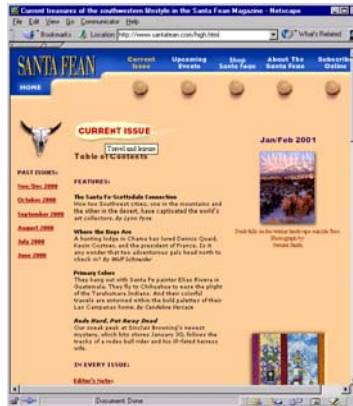 Current treasures of the southwestern lifestyle in the Santa Fean Magazine - Netscape
File Edit View Go Communicator Help
Bookmarks Location: http://www.santafean.com/high.html What's Related
SANTA FEAN
Current Issue
Upcoming Events
Shop Santa Fean
About The Santa Fean
Subscribe Online
HOME
CURRENT ISSUE
Travel and leisure
Table of Contents
Jan/Feb 2001
PAST ISSUES:
Nov/Dec 2000
October 2000
September 2000
August 2000
July 2000
June 2000
FEATURES:
The Santa Fe-Scottsdale Connection
How two Southwest cities, one in the mountains and
the other in the desert, have captivated the world's
art collectors. By Lynn Pyne
Where the Dogs Are
A hunting lodge in Chama has lured Dennis Quaid,
Kevin Costner, and the president of France. Is it
any wonder that two adventurous pals head north to
check in? By Wolf Schneider
Primary Colors
They hang out with Santa Fe painter Elias Rivera in
Guatemala. They fly to Chihuahua to ease the plight
of the Tarahumara Indians. And their colorful
travels are entwined within the bold palettes of their
Las Campanas home. By Candelora Versace
Rode Hard, Put Away Dead
Our sneak peek at Sinclair Browning's newest
mystery, which hits stores January 30, follows the
tracks of a rodeo bull-rider and his ill-fated heiress
wife.
IN EVERY ISSUE:
Editor's Note:
SANTA FEAN
Photograph by
Document: Done